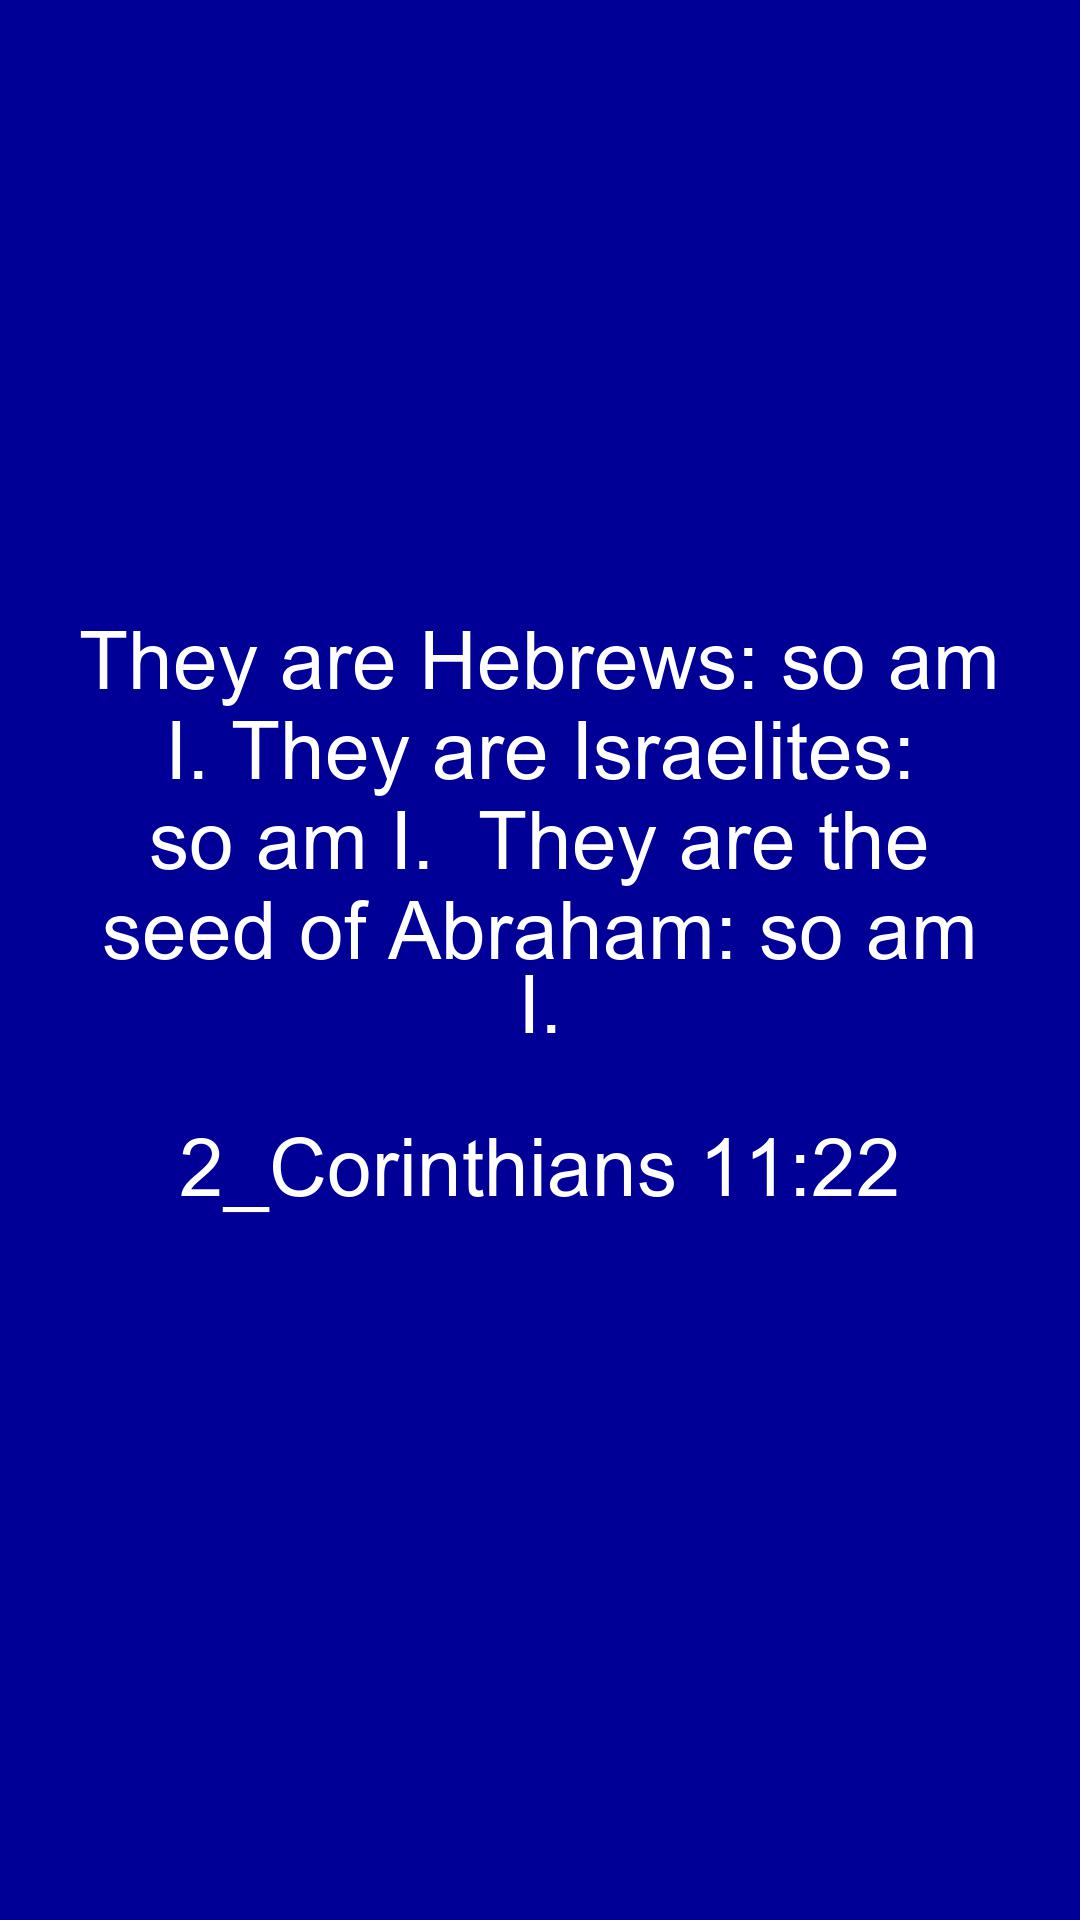 They are Hebrews: so am
I. They are Israelites:
so am I.  They are the
seed of Abraham: so am
I.
2_Corinthians 11:22